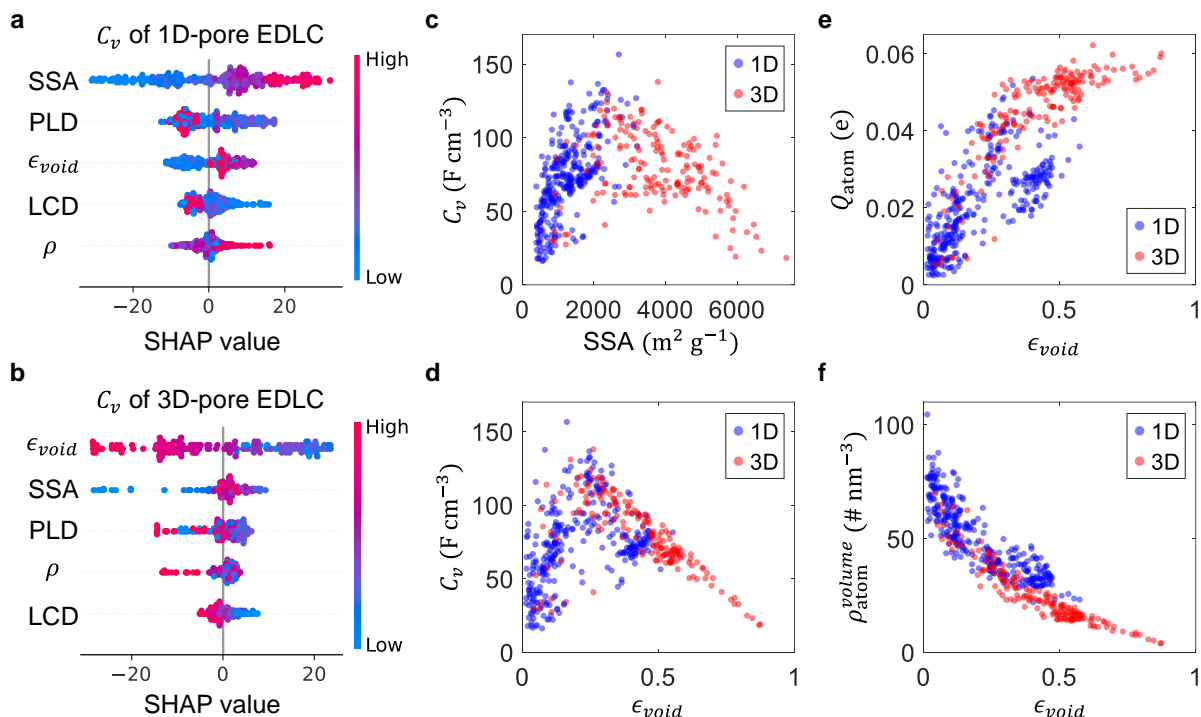 a
C_v of 1D-pore EDLC
SSA
PLD
ϵ_void
LCD
ρ
−20 0 20
SHAP value
High
Low
b
C_v of 3D-pore EDLC
ϵ_void
SSA
PLD
ρ
LCD
−20 0 20
SHAP value
High
Low
c
C_v (F cm⁻³)
150
100
50
0
0 2000 4000 6000
SSA (m² g⁻¹)
1D
3D
d
C_v (F cm⁻³)
150
100
50
0
0 0.5 1
ϵ_void
1D
3D
e
Q_atom (e)
0.06
0.04
0.02
0
0 0.5 1
ϵ_void
1D
3D
f
ρ_atom^volume (# nm⁻³)
100
50
0
0 0.5 1
ϵ_void
1D
3D